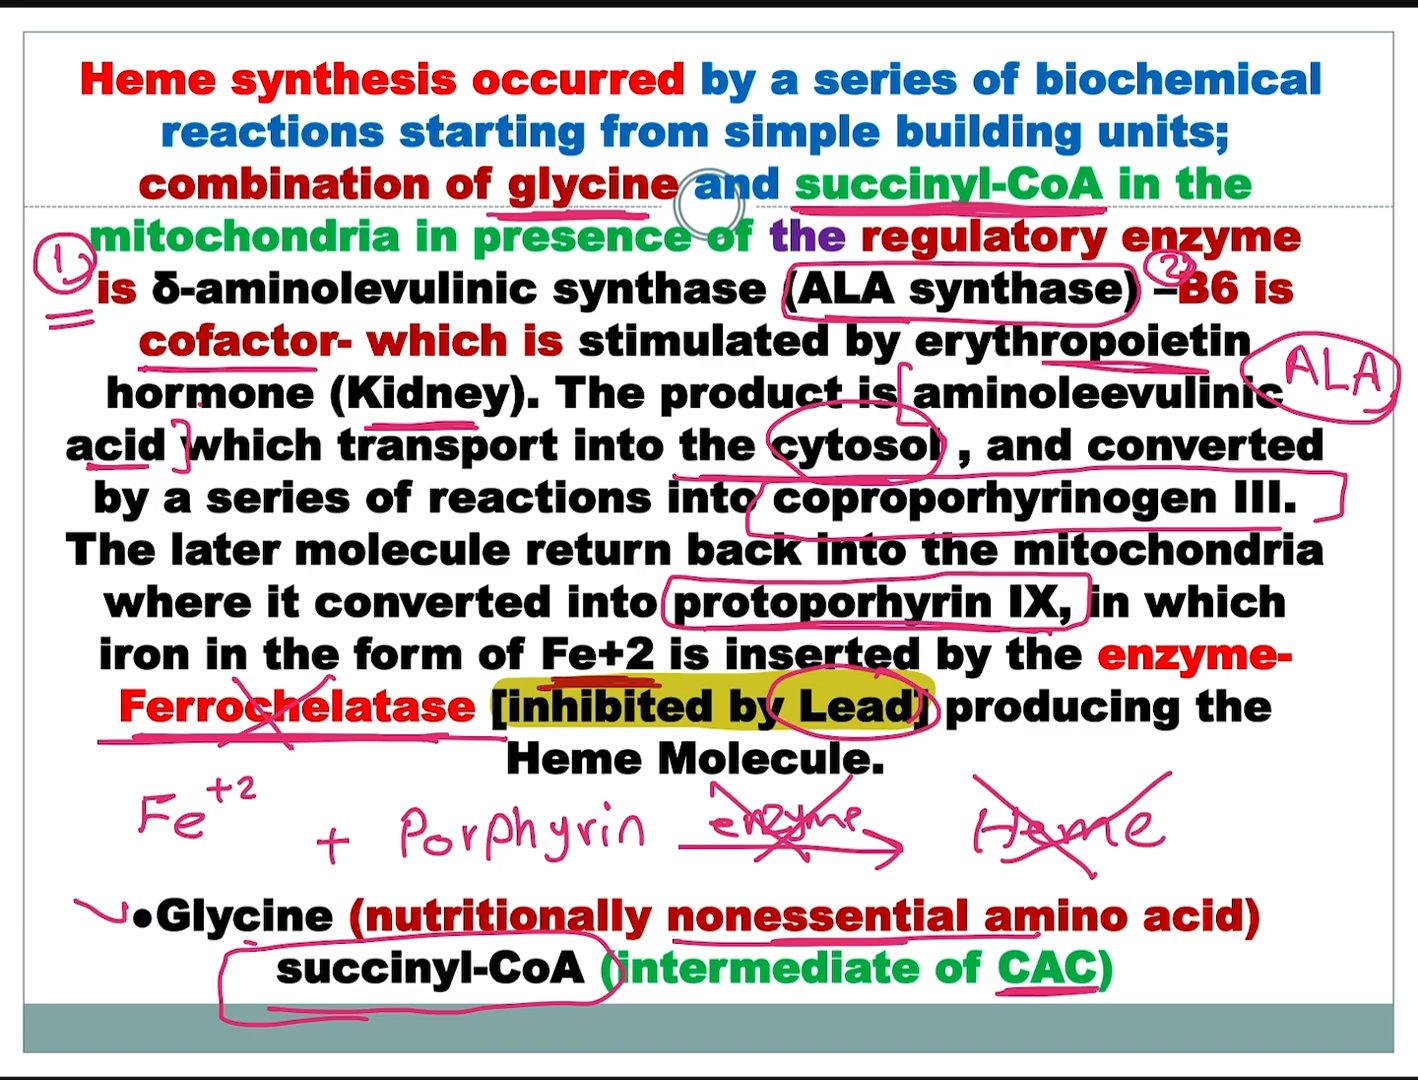 Heme synthesis occurred by a series of biochemical
reactions starting from simple building units;
combination of glycine and succinyl-CoA in the
mitochondria in presence of the regulatory enzyme
1
2
is δ-aminolevulinic synthase (ALA synthase) –B6 is
cofactor- which is stimulated by erythropoietin
ALA
hormone (Kidney). The product is aminoleevulinic
acid which transport into the cytosol , and converted
by a series of reactions into coproporhyrinogen III.
The later molecule return back into the mitochondria
where it converted into protoporhyrin IX, in which
iron in the form of Fe+2 is inserted by the enzyme-
Ferrochelatase [inhibited by Lead] producing the
Heme Molecule.
Fe+2 + Porphyrin enzyme Heme
•Glycine (nutritionally nonessential amino acid)
succinyl-CoA (intermediate of CAC)